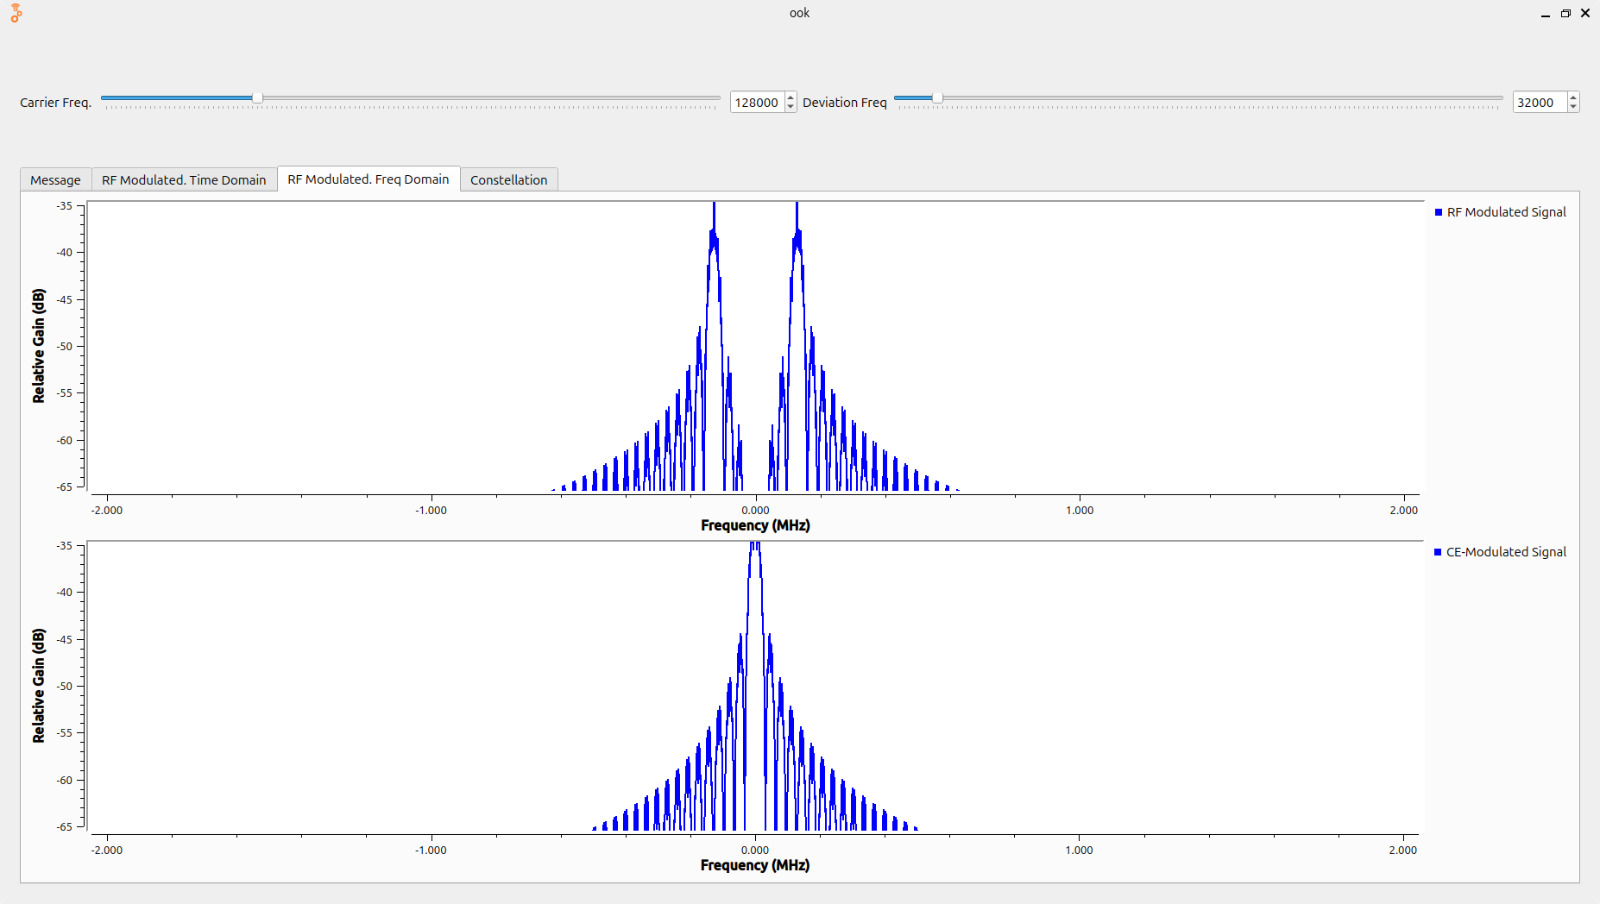 ook
Carrier Freq. 128000 Deviation Freq 32000
Message RF Modulated. Time Domain RF Modulated. Freq Domain Constellation
RF Modulated Signal
Relative Gain (dB)
-35
-40
-45
-50
-55
-60
-65
-2.000 -1.000 0.000 1.000 2.000
Frequency (MHz)
CE-Modulated Signal
Relative Gain (dB)
-35
-40
-45
-50
-55
-60
-65
-2.000 -1.000 0.000 1.000 2.000
Frequency (MHz)